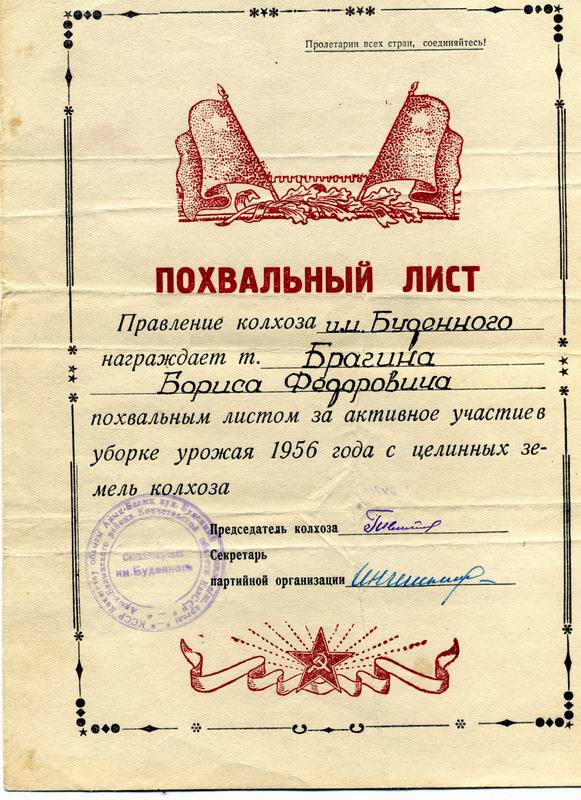 Пролетарии всех стран, соединяйтесь!
ПОХВАЛЬНЫЙ ЛИСТ
Правление колхоза им. Буденного
награждает т. Брагина
Бориса Федоровича
похвальным листом за активное участие в
уборке урожая 1956 года с целинных зе-
мель колхоза
Председатель колхоза
Секретарь
партийной организации
им. Буденного